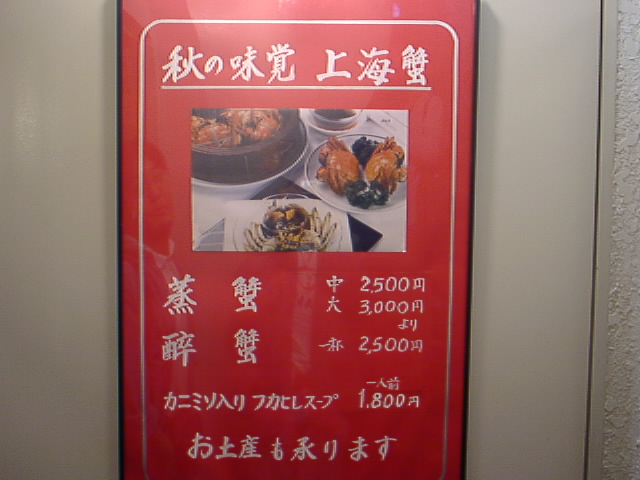 秋の味覚 上海蟹
蒸 蟹 中 2,500円
大 3,000円
より
酔 蟹 一杯 2,500円
一人前
カニミソ入り フカヒレスープ 1.800円
お土産も承ります